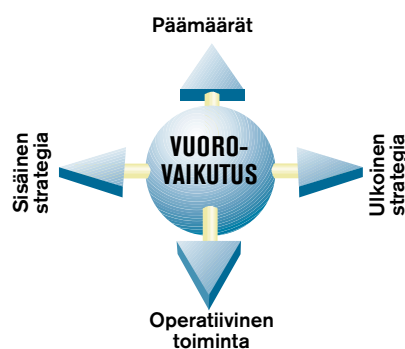 Päämäärät
Sisäinen
strategia
VUORO-
VAIKUTUS
Ulkoinen
strategia
Operatiivinen
toiminta